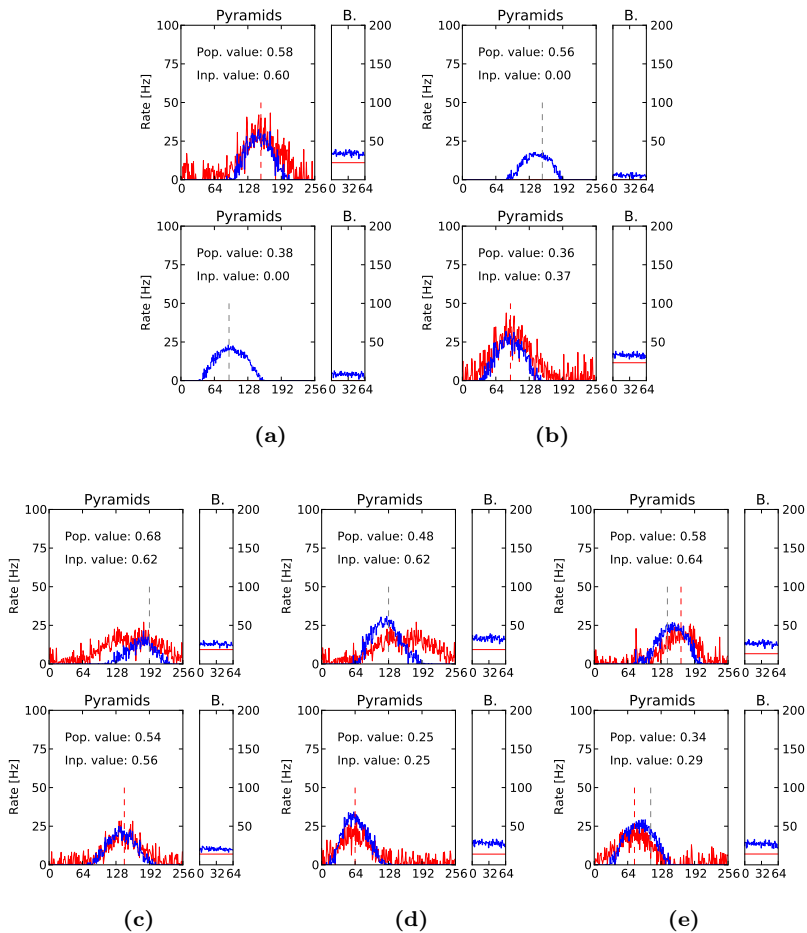 Pyramids B. Pyramids B.
100 200 100 200
Pop. value: 0.58 Pop. value: 0.56
75 150 75 150
Inp. value: 0.60 Inp. value: 0.00
Rate [Hz] Rate [Hz]
50 100 50 100
25 50 25 50
0 0 0 0
64 128 192 256 0 32 64 64 128 192 256 0 32 64
Pyramids B. Pyramids B.
100 200 100 200
Pop. value: 0.38 Pop. value: 0.36
75 150 75 150
Inp. value: 0.00 Inp. value: 0.37
Rate [Hz] Rate [Hz]
50 100 50 100
25 50 25 50
0 0 0 0
64 128 192 256 0 32 64 0 64 128 192 256 0 32 64
(a) (b)
Pyramids B. Pyramids B. Pyramids B.
100 200 100 200 100 200
Pop. value: 0.68 Pop. value: 0.48 Pop. value: 0.58
75 150 75 150 75 150
Inp. value: 0.62 Inp. value: 0.62 Inp. value: 0.64
Rate [Hz] Rate [Hz] Rate [Hz]
50 100 50 100 50 100
25 50 25 50 25 50
0 0 0 0 0 0
0 64 128 192 256 0 32 64 0 64 128 192 256 0 32 64 0 64 128 192 256 0 32 64
Pyramids B. Pyramids B. Pyramids B.
100 200 100 200 100 200
Pop. value: 0.54 Pop. value: 0.25 Pop. value: 0.34
75 150 75 150 75 150
Inp. value: 0.56 Inp. value: 0.25 Inp. value: 0.29
Rate [Hz] Rate [Hz] Rate [Hz]
50 100 50 100 50 100
25 50 25 50 25 50
0 0 0 0 0 0
0 64 128 192 256 0 32 64 0 64 128 192 256 0 32 64 0 64 128 192 256 0 32 64
(c) (d) (e)